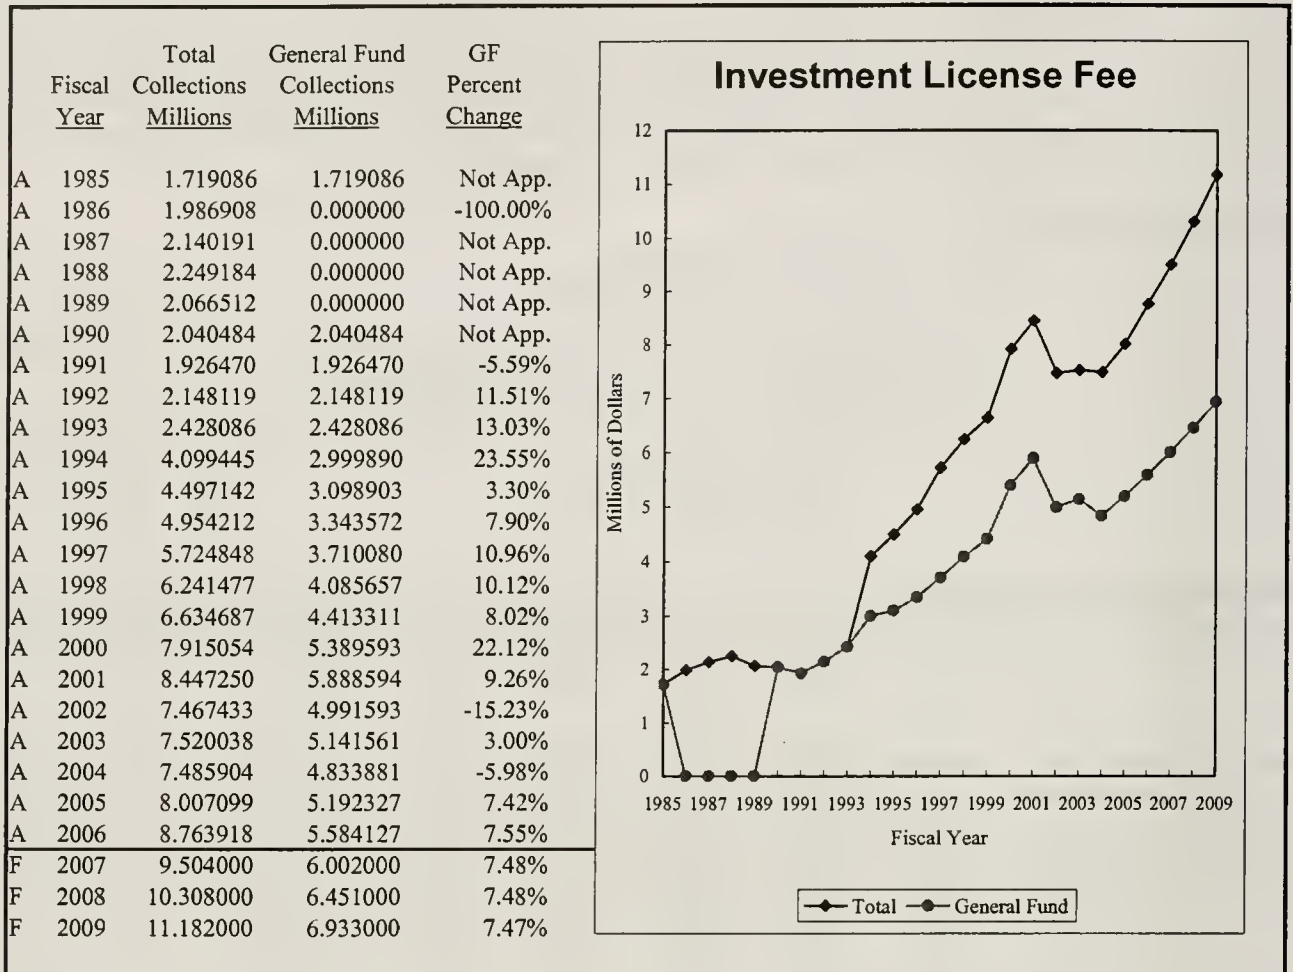 Total General Fund GF
Fiscal Collections Collections Percent
Year Millions Millions Change
A 1985 1.719086 1.719086 Not App.
A 1986 1.986908 0.000000 -100.00%
A 1987 2.140191 0.000000 Not App.
A 1988 2.249184 0.000000 Not App.
A 1989 2.066512 0.000000 Not App.
A 1990 2.040484 2.040484 Not App.
A 1991 1.926470 1.926470 -5.59%
A 1992 2.148119 2.148119 11.51%
A 1993 2.428086 2.428086 13.03%
A 1994 4.099445 2.999890 23.55%
A 1995 4.497142 3.098903 3.30%
A 1996 4.954212 3.343572 7.90%
A 1997 5.724848 3.710080 10.96%
A 1998 6.241477 4.085657 10.12%
A 1999 6.634687 4.413311 8.02%
A 2000 7.915054 5.389593 22.12%
A 2001 8.447250 5.888594 9.26%
A 2002 7.467433 4.991593 -15.23%
A 2003 7.520038 5.141561 3.00%
A 2004 7.485904 4.833881 -5.98%
A 2005 8.007099 5.192327 7.42%
A 2006 8.763918 5.584127 7.55%
F 2007 9.504000 6.002000 7.48%
F 2008 10.308000 6.451000 7.48%
F 2009 11.182000 6.933000 7.47%
Investment License Fee
Millions of Dollars
12
11
10
9
8
7
6
5
4
3
2
1
0
1985 1987 1989 1991 1993 1995 1997 1999 2001 2003 2005 2007 2009
Fiscal Year
Total General Fund